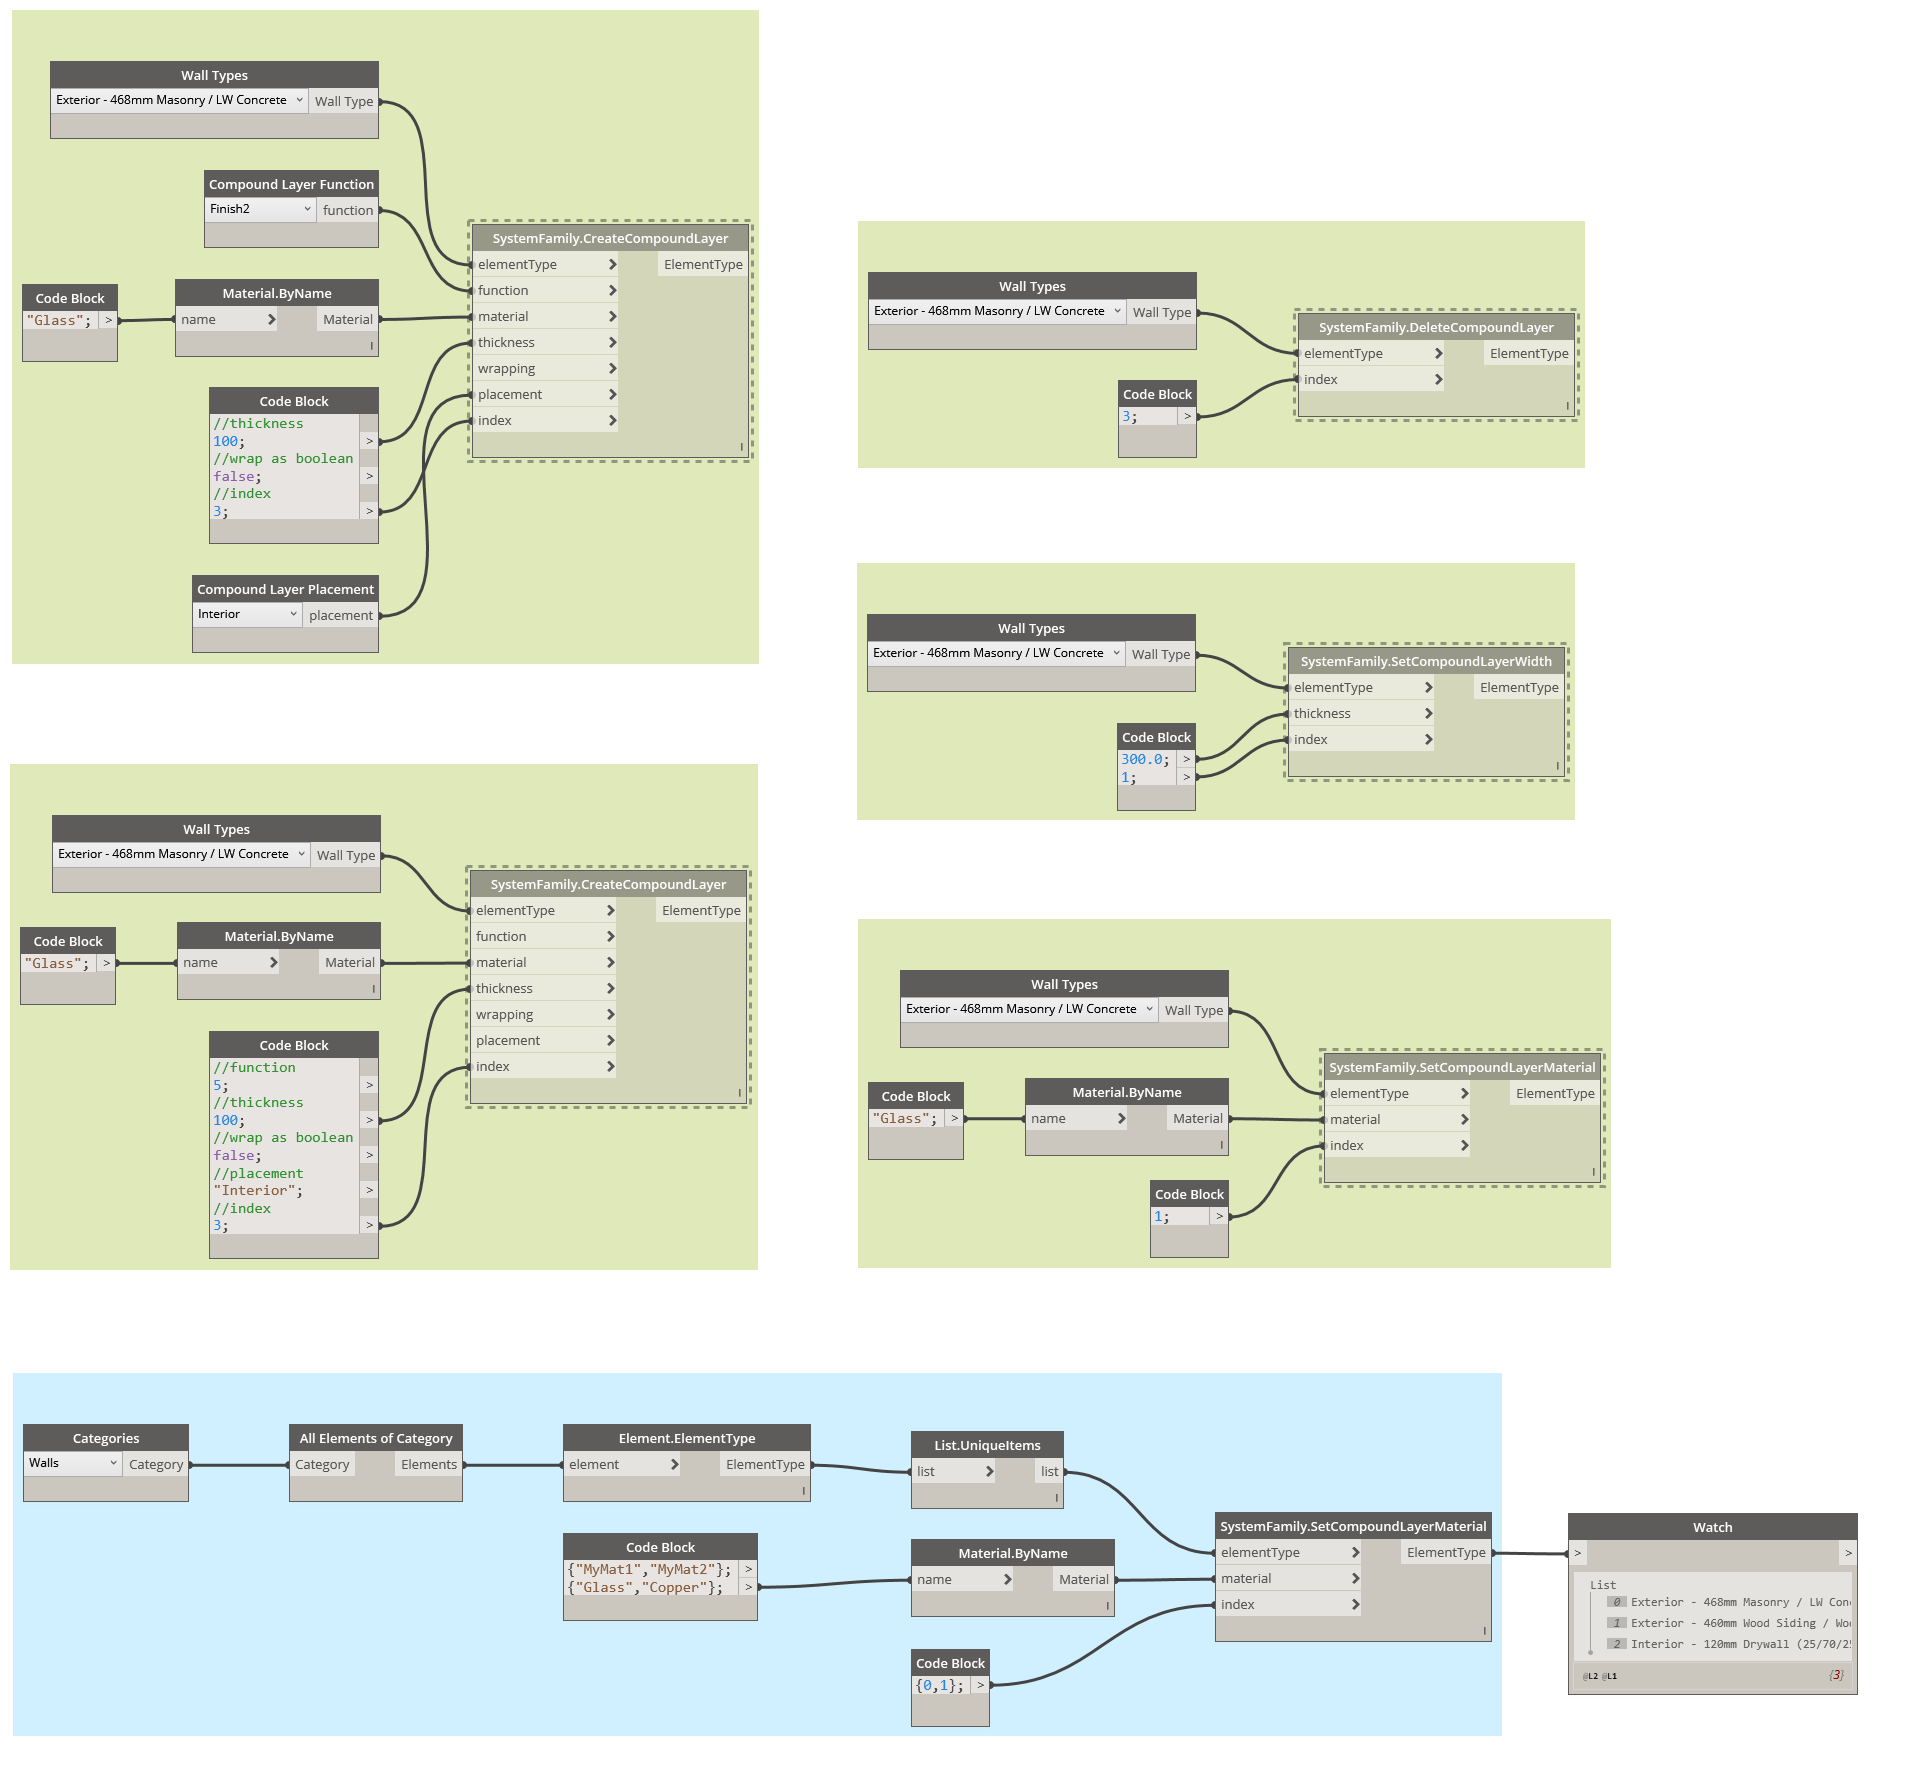 Wall Types
Exterior - 468mm Masonry / LW Concrete
Wall Type
Compound Layer Function
Finish2
function
Code Block
"Glass";
>
Material.ByName
name
Material
Code Block
//thickness
100;
>
//wrap as boolean
false;
>
//index
3;
>
Compound Layer Placement
Interior
placement
SystemFamily.CreateCompoundLayer
elementType
ElementType
function
material
thickness
wrapping
placement
index
Wall Types
Exterior - 468mm Masonry / LW Concrete
Wall Type
Code Block
3;
>
SystemFamily.DeleteCompoundLayer
elementType
ElementType
index
Wall Types
Exterior - 468mm Masonry / LW Concrete
Wall Type
Code Block
300.0;
>
1;
>
SystemFamily.SetCompoundLayerWidth
elementType
ElementType
thickness
index
Wall Types
Exterior - 468mm Masonry / LW Concrete
Wall Type
Code Block
"Glass";
>
Material.ByName
name
Material
Code Block
//function
5;
>
//thickness
100;
>
//wrap as boolean
false;
>
//placement
"Interior";
>
//index
3;
>
SystemFamily.CreateCompoundLayer
elementType
ElementType
function
material
thickness
wrapping
placement
index
Wall Types
Exterior - 468mm Masonry / LW Concrete
Wall Type
Code Block
"Glass";
>
Material.ByName
name
Material
Code Block
1;
>
SystemFamily.SetCompoundLayerMaterial
elementType
ElementType
material
index
Categories
Walls
Category
All Elements of Category
Category
Elements
Element.ElementType
element
ElementType
List.UniqueItems
list
list
Code Block
{"MyMat1","MyMat2"};
>
{"Glass","Copper"};
>
Material.ByName
name
Material
Code Block
{0,1};
>
SystemFamily.SetCompoundLayerMaterial
elementType
ElementType
material
index
Watch
>
>
List
0 Exterior - 468mm Masonry / LW
1 Exterior - 460mm Wood Siding /
2 Interior - 120mm Drywall (25/70/25
@L2 @L1
{3}